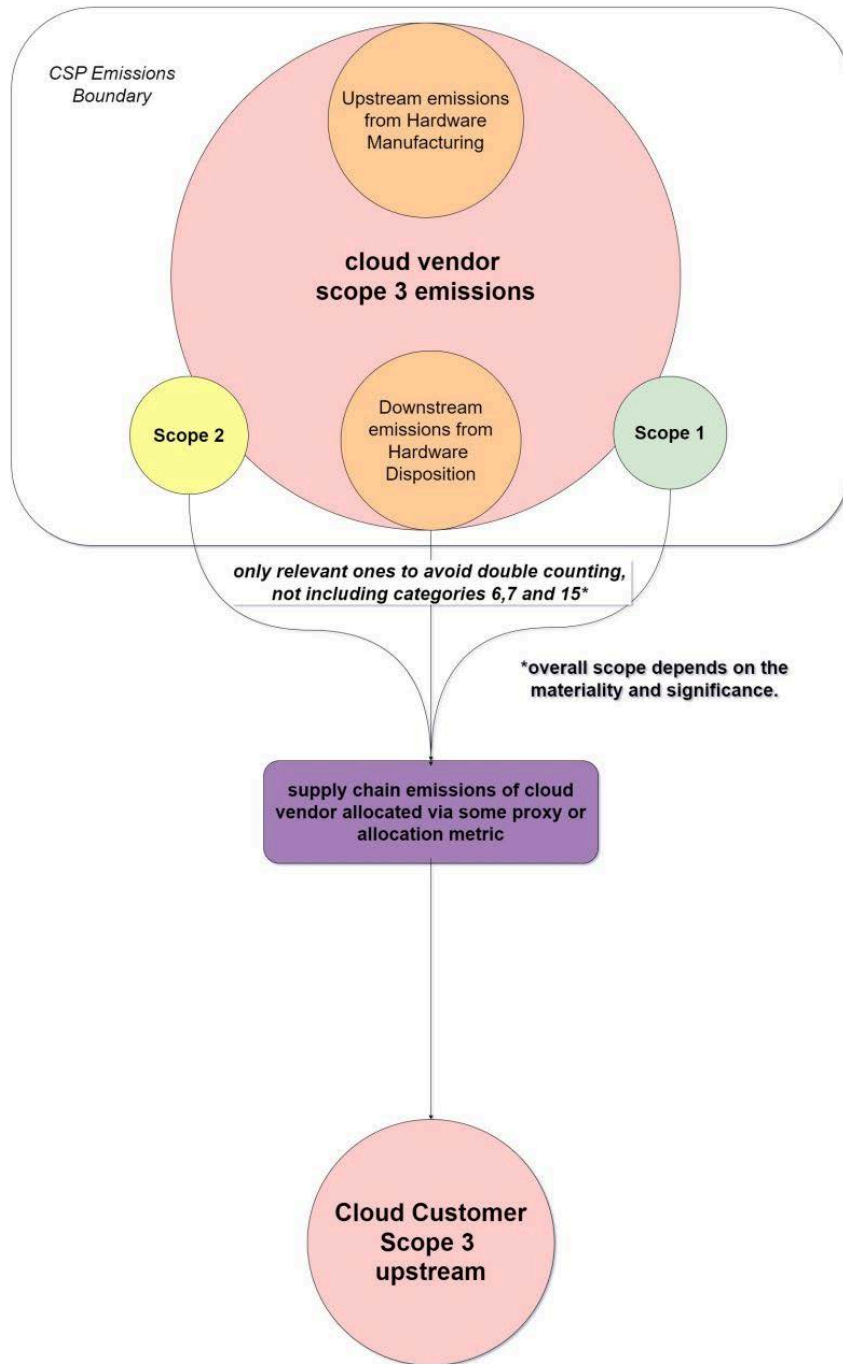 CSP Emissions
Boundary
Upstream emissions
from Hardware
Manufacturing
cloud vendor
scope 3 emissions
Scope 2
Downstream
emissions from
Hardware
Disposition
Scope 1
only relevant ones to avoid double counting,
not including categories 6,7 and 15*
*overall scope depends on the
materiality and significance.
supply chain emissions of cloud
vendor allocated via some proxy or
allocation metric
Cloud Customer
Scope 3
upstream